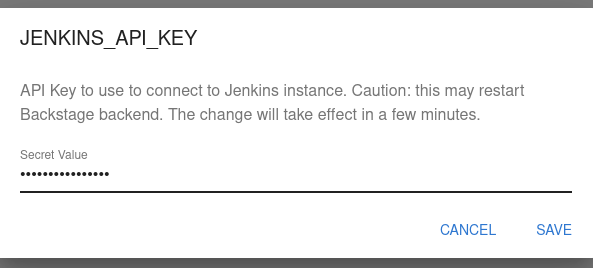 JENKINS_API_KEY
API Key to use to connect to Jenkins instance. Caution: this may restart
Backstage backend. The change will take effect in a few minutes.
Secret Value
••••••••••••••••
CANCEL SAVE